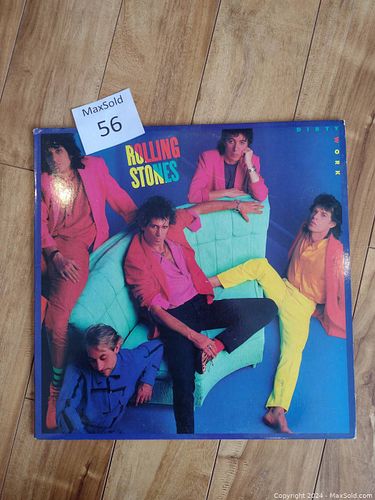 MaxSold
56
ROLLING
STONES
DIRTY
WORK
Copyright © 2024 - MaxSold.com